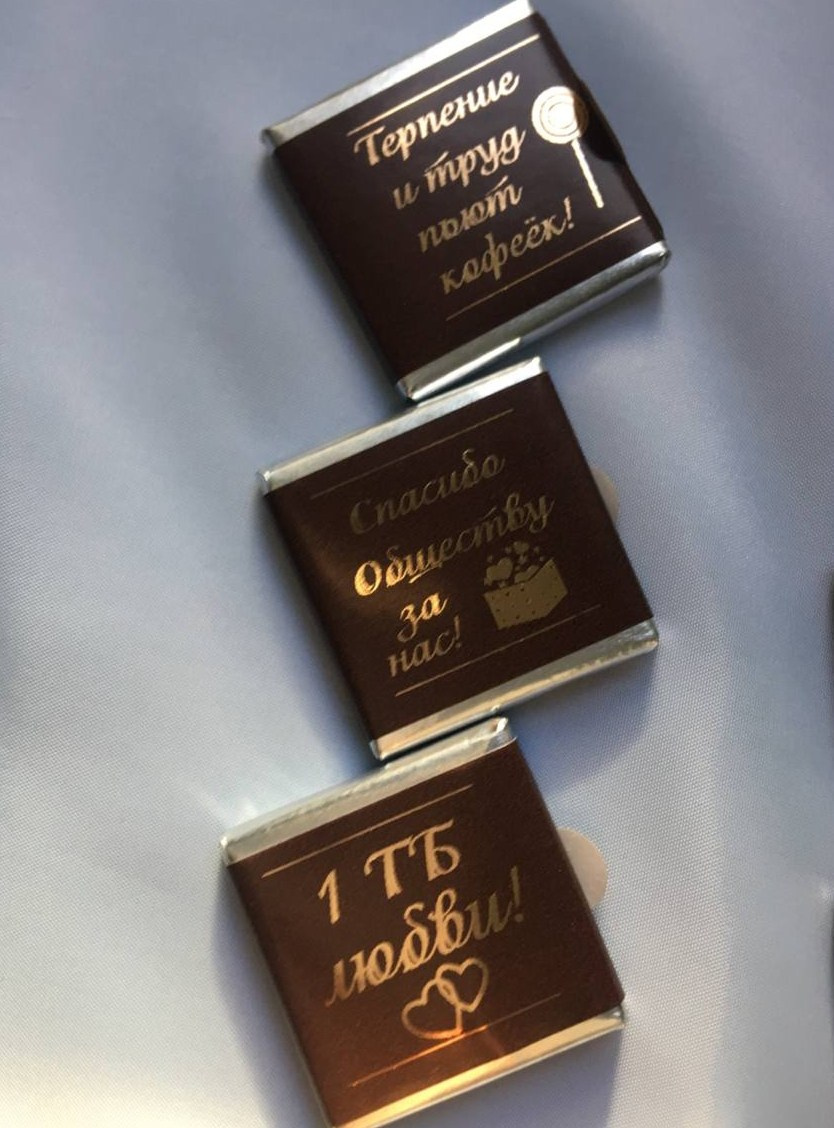 Терпение
и труд
пьют
кофеёк!
Спасибо
Обществу
за
нас!
1 ТБ
любви!